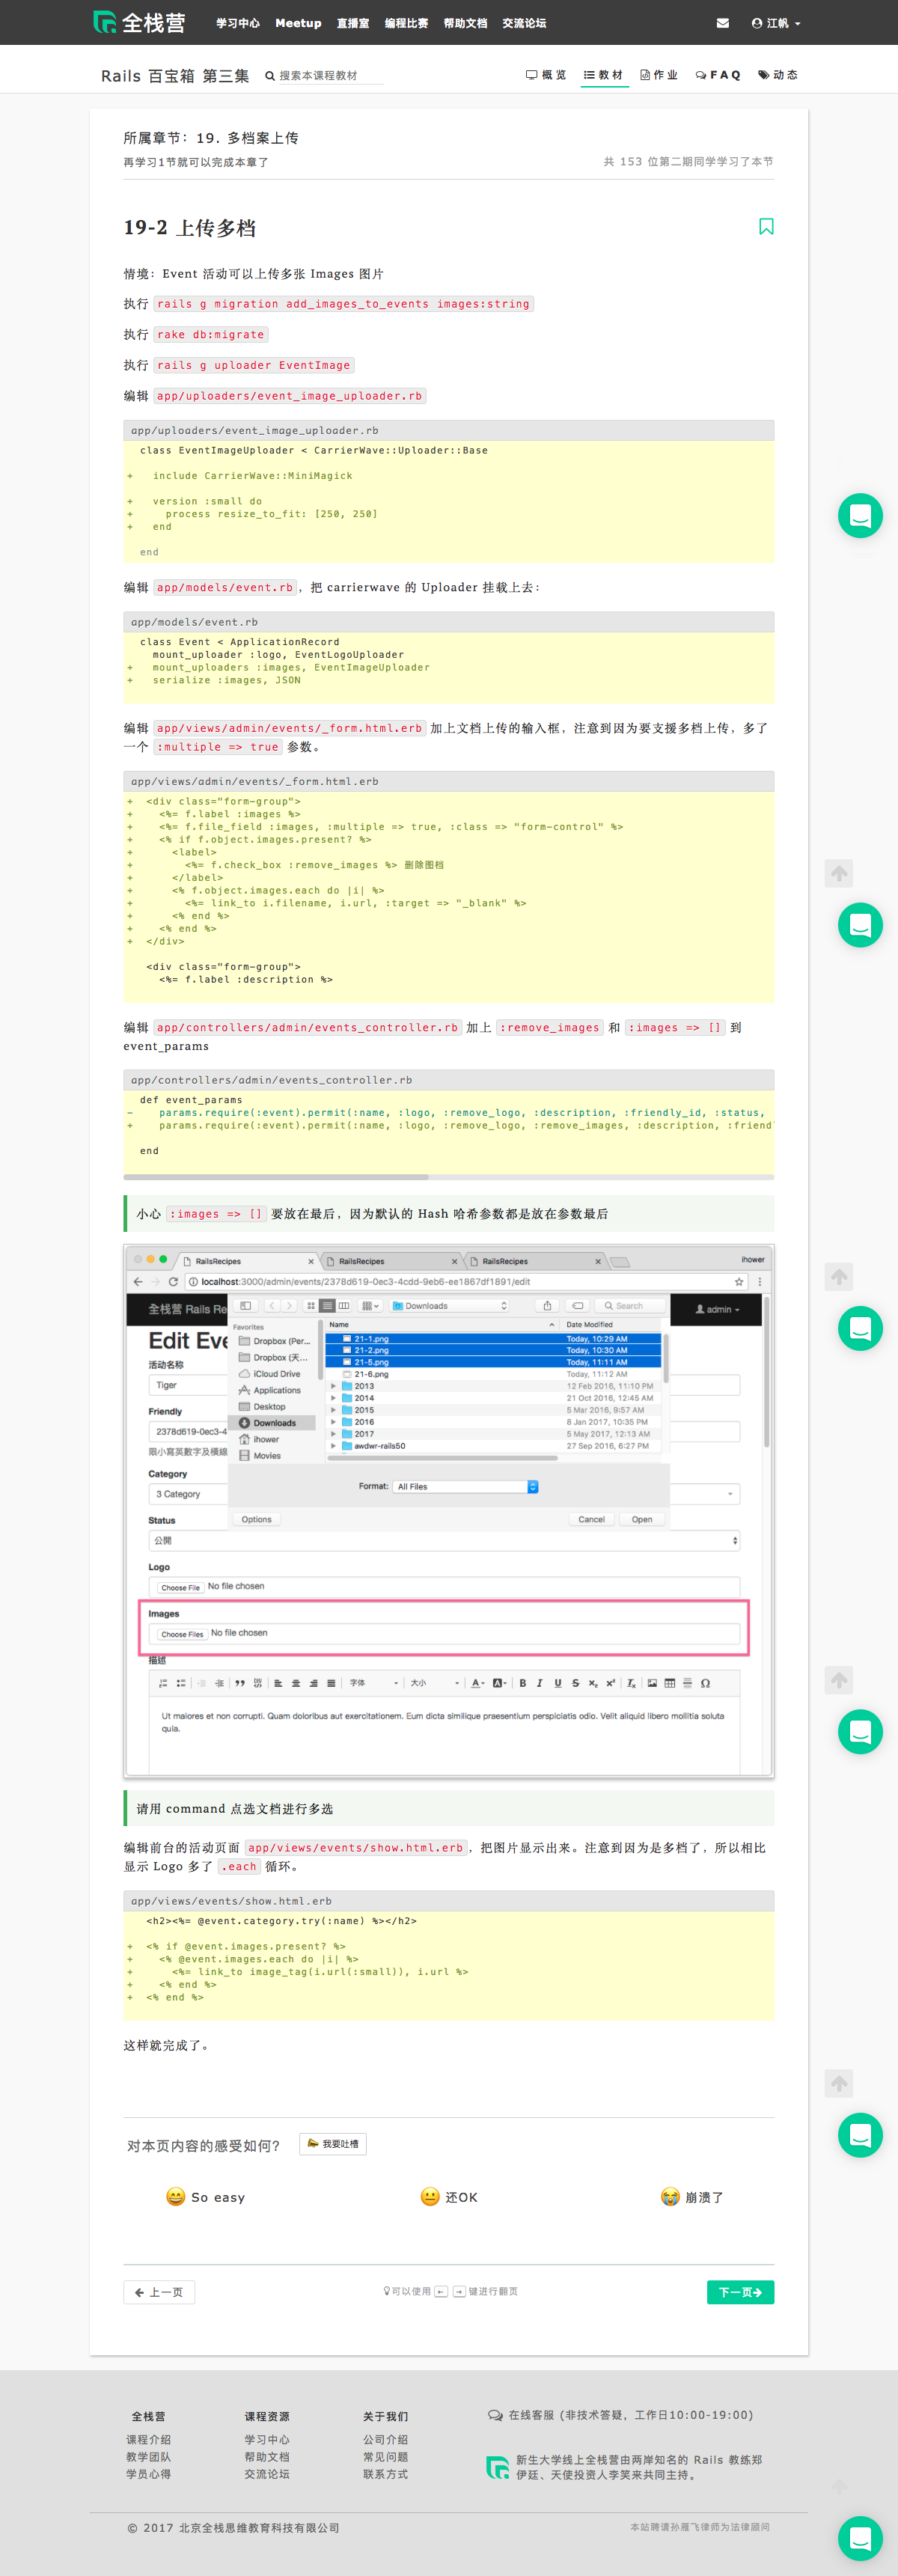 全栈营 学习中心 Meetup 直播室 编程比赛 帮助文档 交流论坛 江帆
Rails 百宝箱 第三集 搜索本课程教材 概览 教材 作业 FAQ 动态
所属章节：19. 多档案上传
再学习1节就可以完成本章了 共 153 位第二期同学学习了本节
19-2 上传多档
情境：Event 活动可以上传多张 Images 图片
执行 rails g migration add_images_to_events images:string
执行 rake db:migrate
执行 rails g uploader EventImage
编辑 app/uploaders/event_image_uploader.rb
app/uploaders/event_image_uploader.rb
class EventImageUploader < CarrierWave::Uploader::Base
+ include CarrierWave::MiniMagick
+ version :small do
+ process resize_to_fit: [250, 250]
+ end
end
编辑 app/models/event.rb，把 carrierwave 的 Uploader 挂载上去：
app/models/event.rb
class Event < ApplicationRecord
mount_uploader :logo, EventLogoUploader
+ mount_uploaders :images, EventImageUploader
+ serialize :images, JSON
编辑 app/views/admin/events/_form.html.erb 加上文档上传的输入框，注意到因为要支援多档上传，多了
一个 :multiple => true 参数。
app/views/admin/events/_form.html.erb
+ <div class="form-group">
+ <%= f.label :images %>
+ <%= f.file_field :images, :multiple => true, :class => "form-control" %>
+ <% if f.object.images.present? %>
+ <label>
+ <%= f.check_box :remove_images %> 删除图档
+ </label>
+ <% f.object.images.each do |i| %>
+ <%= link_to i.filename, i.url, :target => "_blank" %>
+ <% end %>
+ <% end %>
+ </div>
<div class="form-group">
<%= f.label :description %>
编辑 app/controllers/admin/events_controller.rb 加上 :remove_images 和 :images => [] 到
event_params
app/controllers/admin/events_controller.rb
def event_params
- params.require(:event).permit(:name, :logo, :remove_logo, :description, :friendly_id, :status,
+ params.require(:event).permit(:name, :logo, :remove_logo, :remove_images, :description, :friend
end
小心 :images => [] 要放在最后，因为默认的 Hash 哈希参数都是放在参数最后
RailsRecipes RailsRecipes RailsRecipes ihower
localhost:3000/admin/events/2378d619-0ec3-4cdd-9eb6-ee1867df1891/edit
全栈营 Rails Re Downloads Search admin
Favorites Name Date Modified
Edit Eve
Dropbox (Per... 21-1.png Today, 10:29 AM
21-2.png Today, 10:30 AM
Dropbox (天... 21-5.png Today, 11:11 AM
活动名称
iCloud Drive 21-6.png Today, 11:12 AM
Tiger Applications 2013 12 Feb 2016, 11:10 PM
2014 21 Oct 2016, 12:45 AM
Desktop 2015 5 Mar 2016, 9:57 AM
Friendly Downloads 2016 8 Jan 2017, 10:35 PM
2378d619-0ec3-4 ihower 2017 5 May 2017, 12:13 AM
限小寫英數字及橫線 Movies awdwr-rails50 27 Sep 2016, 6:27 PM
Category
Format: All Files
3 Category
Status Options Cancel Open
公開
Logo
Choose File No file chosen
Images
Choose Files No file chosen
描述
字体 大小 A A B I U S x₂ x² Tx Ω
Ut maiores et non corrupti. Quam doloribus aut exercitationem. Eum dicta similique praesentium perspiciatis odio. Velit aliquid libero mollitia soluta
quia.
请用 command 点选文档进行多选
编辑前台的活动页面 app/views/events/show.html.erb，把图片显示出来。注意到因为是多档了，所以相比
显示 Logo 多了 .each 循环。
app/views/events/show.html.erb
<h2><%= @event.category.try(:name) %></h2>
+ <% if @event.images.present? %>
+ <% @event.images.each do |i| %>
+ <%= link_to image_tag(i.url(:small)), i.url %>
+ <% end %>
+ <% end %>
这样就完成了。
对本页内容的感受如何？ 我要吐槽
So easy 还OK 崩溃了
上一页 可以使用 ← → 键进行翻页 下一页
全栈营 课程资源 关于我们 在线客服 (非技术答疑，工作日10:00-19:00)
课程介绍 学习中心 公司介绍
教学团队 帮助文档 常见问题 新生大学线上全栈营由两岸知名的 Rails 教练郑
学员心得 交流论坛 联系方式 伊廷、天使投资人李笑来共同主持。
© 2017 北京全栈思维教育科技有限公司 本站聘请孙雁飞律师为法律顾问